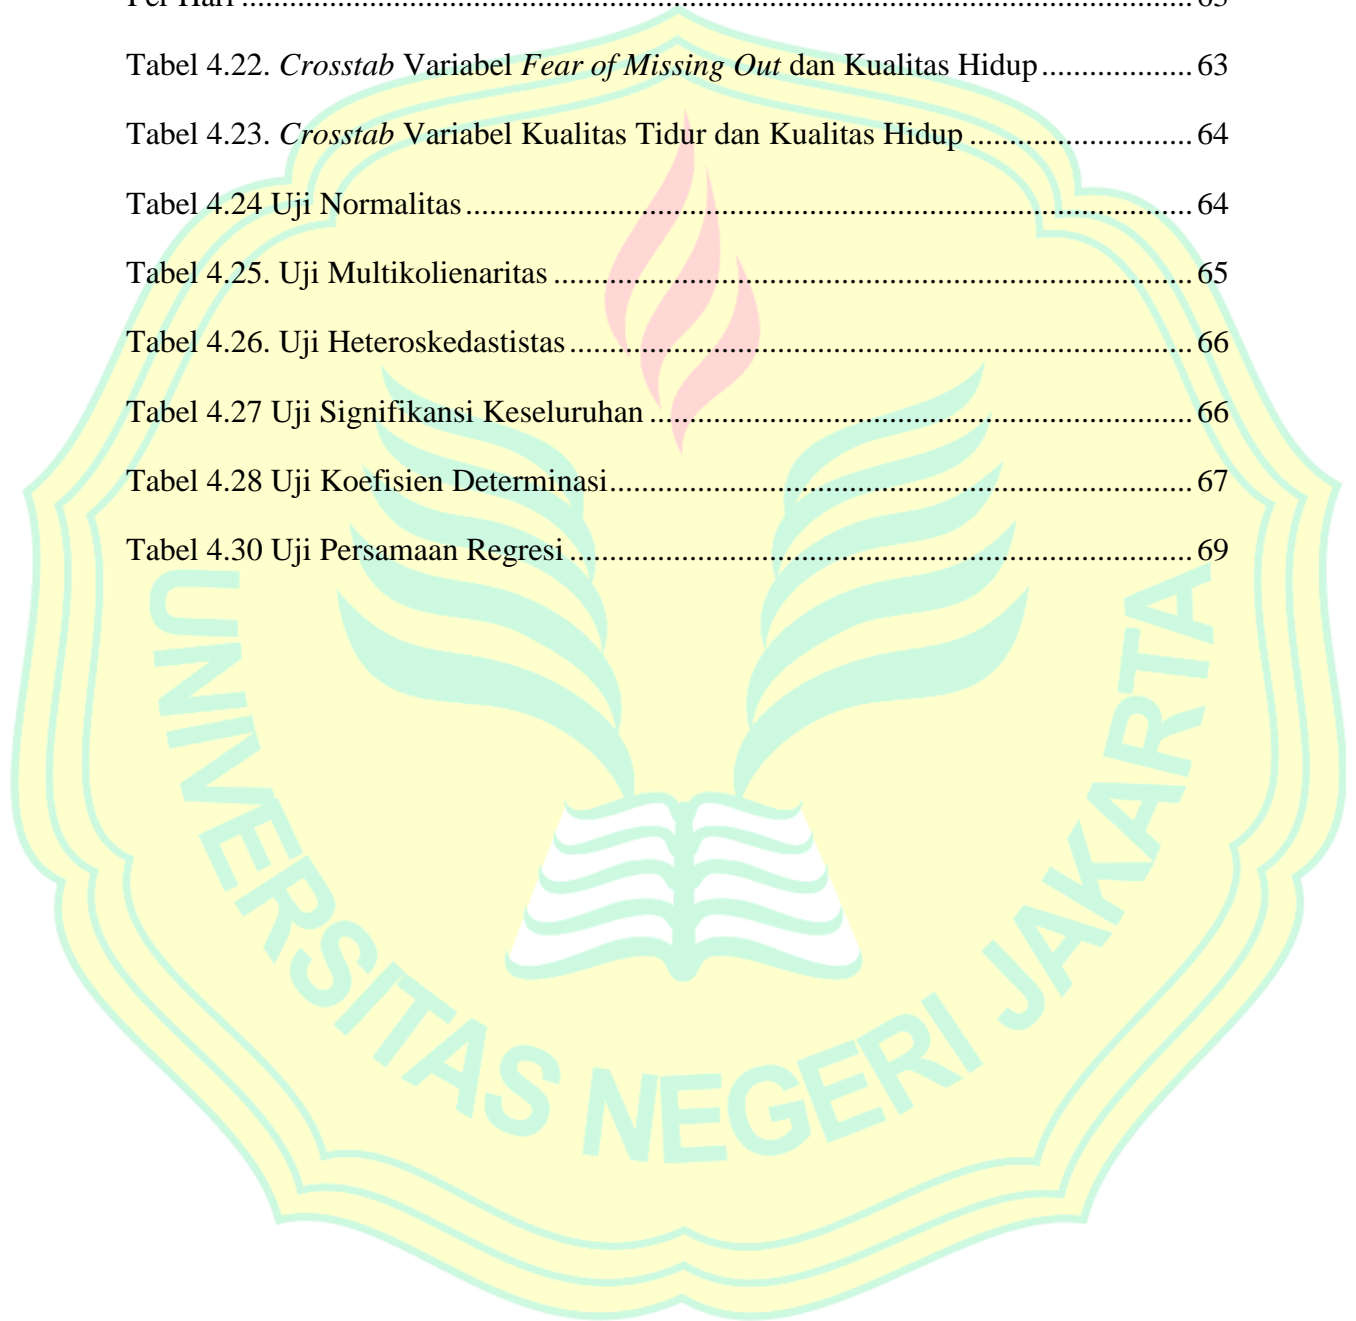 Per Hari ........................................................................................................................ 63
Tabel 4.22. Crosstab Variabel Fear of Missing Out dan Kualitas Hidup ................... 63
Tabel 4.23. Crosstab Variabel Kualitas Tidur dan Kualitas Hidup ............................ 64
Tabel 4.24 Uji Normalitas ........................................................................................... 64
Tabel 4.25. Uji Multikolienaritas ................................................................................ 65
Tabel 4.26. Uji Heteroskedastistas .............................................................................. 66
Tabel 4.27 Uji Signifikansi Keseluruhan .................................................................... 66
Tabel 4.28 Uji Koefisien Determinasi ......................................................................... 67
Tabel 4.30 Uji Persamaan Regresi .............................................................................. 69
UNIVERSITAS NEGERI JAKARTA